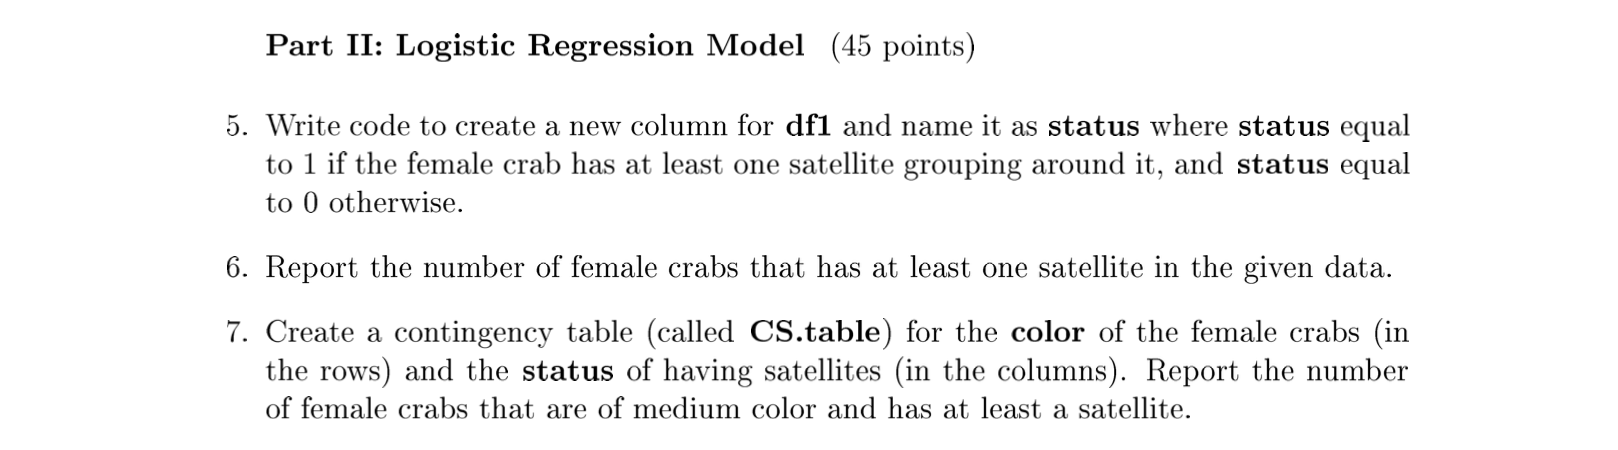 Part II: Logistic Regression Model (45 points)
5. Write code to create a new column for df1 and name it as status where status equal
to 1 if the female crab has at least one satellite grouping around it, and status equal
to 0 otherwise.
6. Report the number of female crabs that has at least one satellite in the given data.
7. Create a contingency table (called CS.table) for the color of the female crabs (in
the rows) and the status of having satellites (in the columns). Report the number
of female crabs that are of medium color and has at least a satellite.